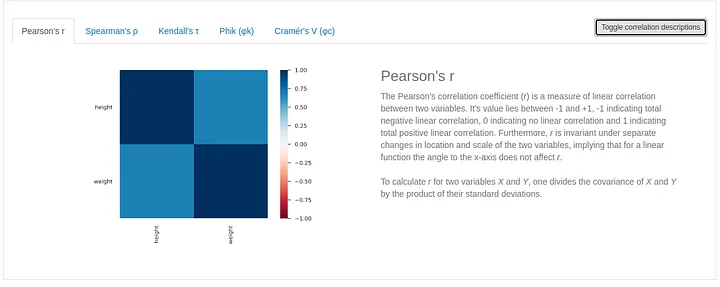 Pearson's r Spearman's ρ Kendall's τ Phik (φk) Cramér's V (φc) Toggle correlation descriptions
height
weight
height
weight
1.00
0.75
0.50
0.25
0.00
−0.25
−0.50
−0.75
−1.00
Pearson's r
The Pearson's correlation coefficient (r) is a measure of linear correlation
between two variables. It's value lies between -1 and +1, -1 indicating total
negative linear correlation, 0 indicating no linear correlation and 1 indicating
total positive linear correlation. Furthermore, r is invariant under separate
changes in location and scale of the two variables, implying that for a linear
function the angle to the x-axis does not affect r.
To calculate r for two variables X and Y, one divides the covariance of X and Y
by the product of their standard deviations.